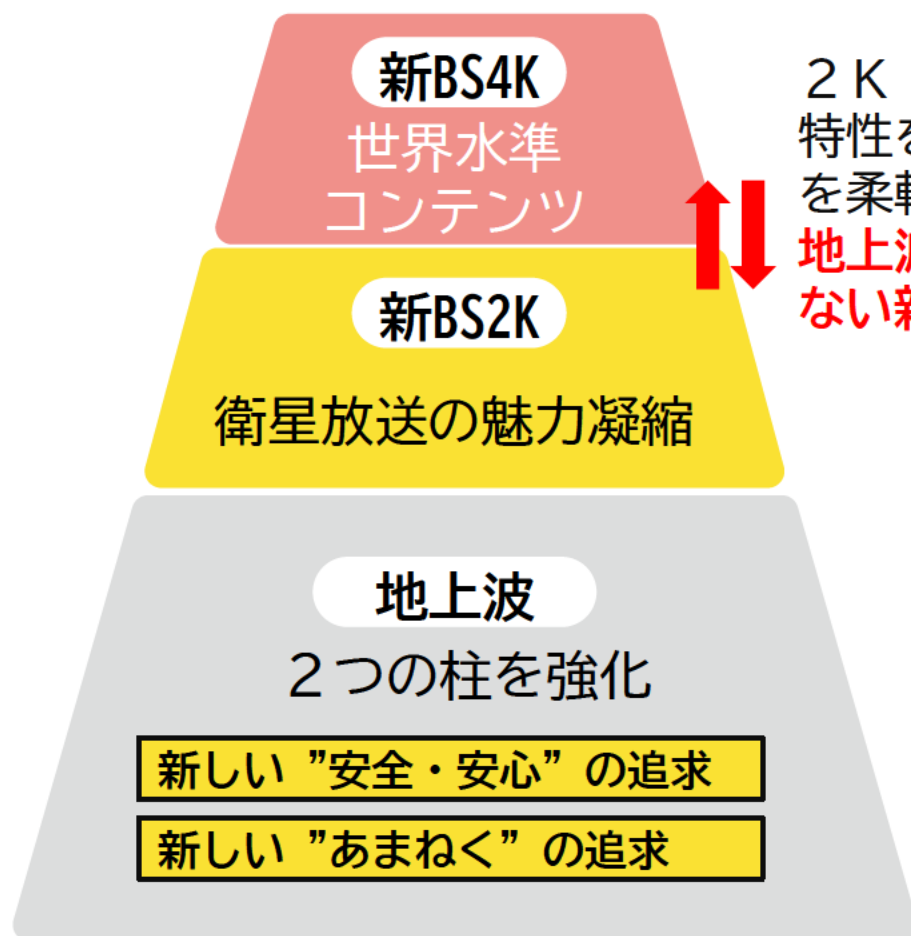 新BS4K
世界水準
コンテンツ
２Ｋ
特性を
を柔軟
地上波
ない新
新BS2K
衛星放送の魅力凝縮
地上波
２つの柱を強化
新しい ”安全・安心” の追求
新しい ”あまねく” の追求